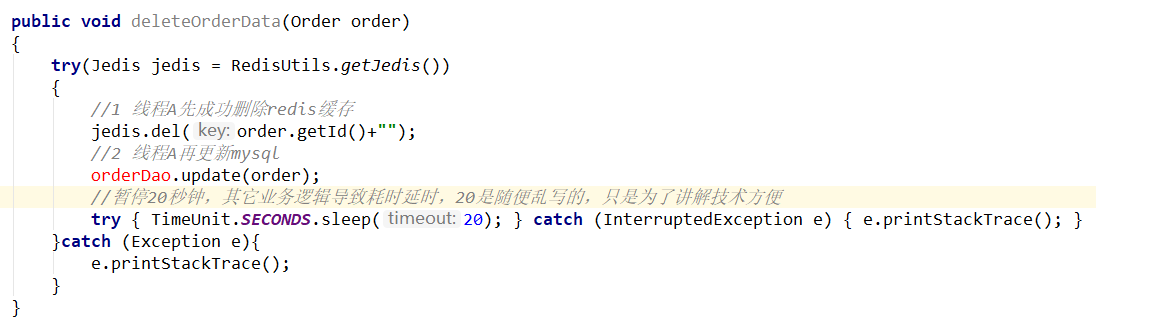 public void deleteOrderData(Order order)
{
try(Jedis jedis = RedisUtils.getJedis())
{
//1 线程A先成功删除redis缓存
jedis.del( key: order.getId()+"");
//2 线程A再更新mysql
orderDao.update(order);
//暂停20秒钟，其它业务逻辑导致耗时延时，20是随便乱写的，只是为了讲解技术方便
try { TimeUnit.SECONDS.sleep( timeout: 20); } catch (InterruptedException e) { e.printStackTrace(); }
}catch (Exception e){
e.printStackTrace();
}
}